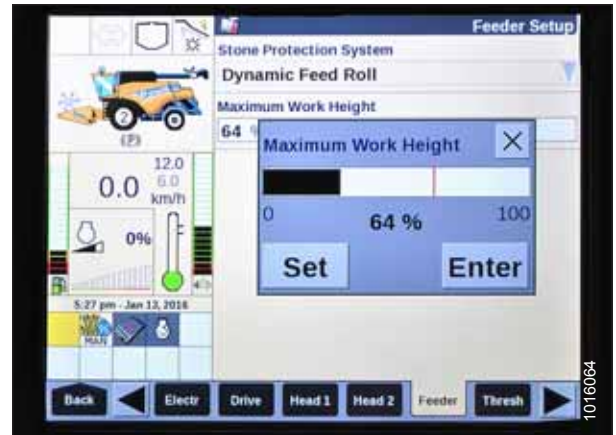 Feeder Setup
Stone Protection System
Dynamic Feed Roll
Maximum Work Height
64 %
Maximum Work Height
0
64 %
100
Set
Enter
2
(P)
12.0
6.0
0.0
km/h
0%
5:27 pm - Jan 13, 2016
MAN
Back
Electr
Drive
Head 1
Head 2
Feeder
Thresh
1016064